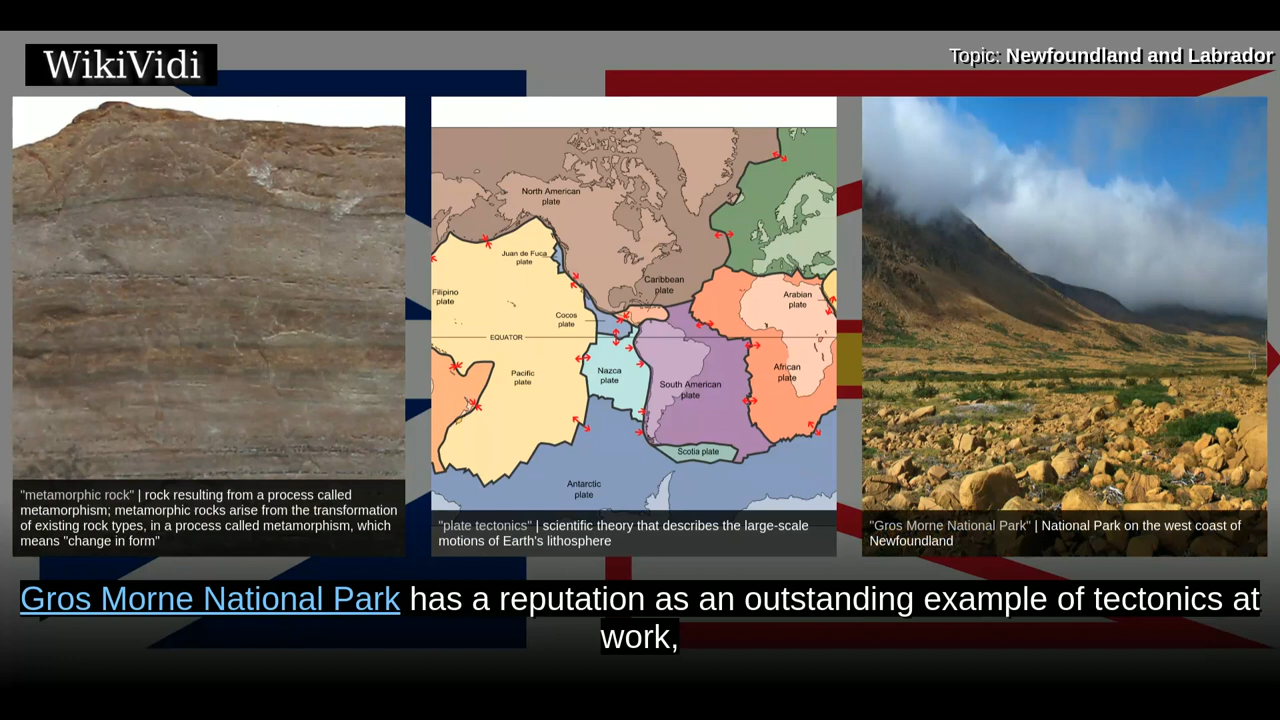 WikiVidi
Topic: Newfoundland and Labrador
North American
plate
Juan de Fuca
plate
Filipino
plate
Caribbean
plate
Arabian
plate
Cocos
plate
EQUATOR
Pacific
plate
Nazca
plate
South American
plate
African
plate
Scotia plate
Antarctic
plate
"metamorphic rock" | rock resulting from a process called
metamorphism; metamorphic rocks arise from the transformation
of existing rock types, in a process called metamorphism, which
means "change in form"
"plate tectonics" | scientific theory that describes the large-scale
motions of Earth's lithosphere
"Gros Morne National Park" | National Park on the west coast of
Newfoundland
Gros Morne National Park has a reputation as an outstanding example of tectonics at
work,